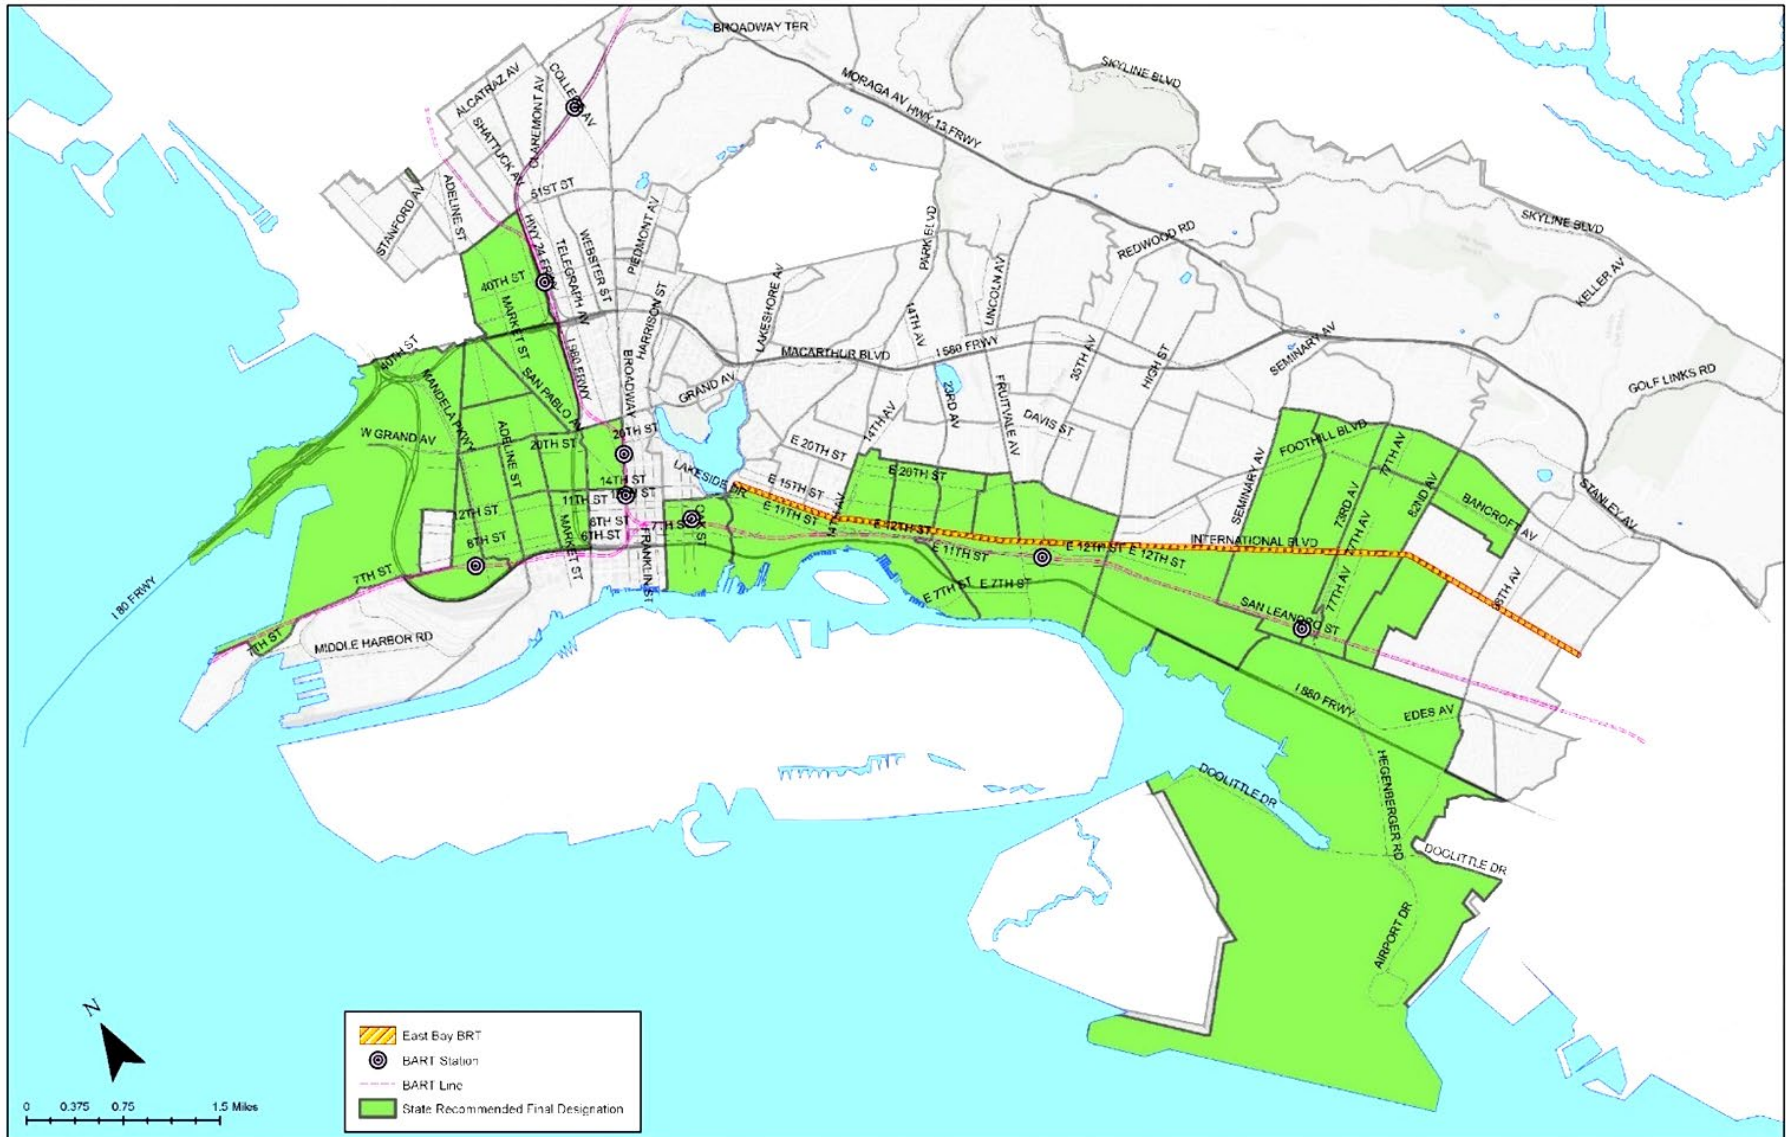 BROADWAY TER
SKYLINE BLVD
MORAGA AV HWY 13 FRWY
ALCATRAZ AV
COLLEGE AV
CLAREMONT AV
SHATTUCK AV
51ST ST
STANFORD AV
ADELINE ST
HWY 24 FRWY
TELEGRAPH AV
WEBSTER ST
PIEDMONT AV
PARK BLVD
REDWOOD RD
SKYLINE BLVD
KELLER AV
40TH ST
MARKET ST
HARRISON ST
LAKESHORE AV
14TH AV
LINCOLN AV
40TH ST
I 980 FRWY
BROADWAY
MACARTHUR BLVD
I 580 FRWY
35TH AV
HIGH ST
SEMINARY AV
GOLF LINKS RD
MANDELA PKWY
SAN PABLO AV
GRAND AV
14TH AV
23RD AV
FRUITVALE AV
DAVIS ST
W GRAND AV
ADELINE ST
20TH ST
20TH ST
E 20TH ST
FOOTHILL BLVD
77TH AV
LAKESIDE DR
E 20TH ST
SEMINARY AV
73RD AV
82ND AV
BANCROFT AV
STANLEY AV
14TH ST
11TH ST
E 15TH ST
12TH ST
E 11TH ST
E 12TH ST
8TH ST
MARKET ST
6TH ST
7TH ST
E 11TH ST
E 12TH ST
E 12TH ST
INTERNATIONAL BLVD
77TH AV
7TH ST
FRANKLIN ST
E 7TH ST
E 7TH ST
77TH AV
98TH AV
I 80 FRWY
7TH ST
MIDDLE HARBOR RD
SAN LEANDRO ST
I 880 FRWY
EDES AV
HEGENBERGER RD
DOOLITTLE DR
DOOLITTLE DR
AIRPORT DR
N
0 0.375 0.75 1.5 Miles
East Bay BRT
BART Station
BART Line
State Recommended Final Designation